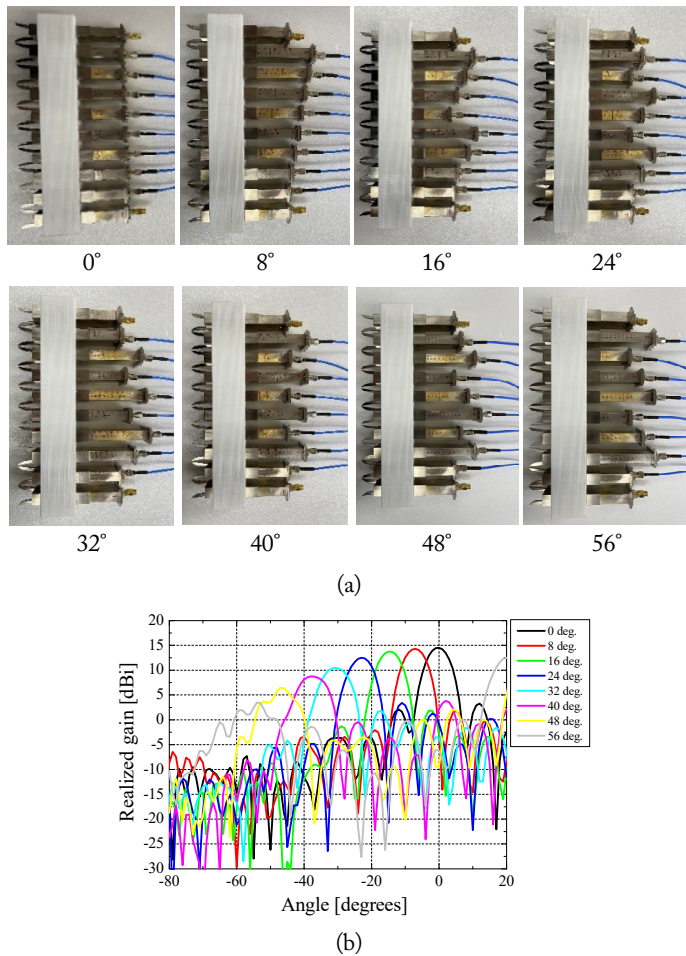 0° 8° 16° 24°
32° 40° 48° 56°
(a)
20
15
10
5
0
-5
-10
-15
-20
-25
-30
Realized gain [dBi]
-80 -60 -40 -20 0 20
Angle [degrees]
0 deg.
8 deg.
16 deg.
24 deg.
32 deg.
40 deg.
48 deg.
56 deg.
(b)